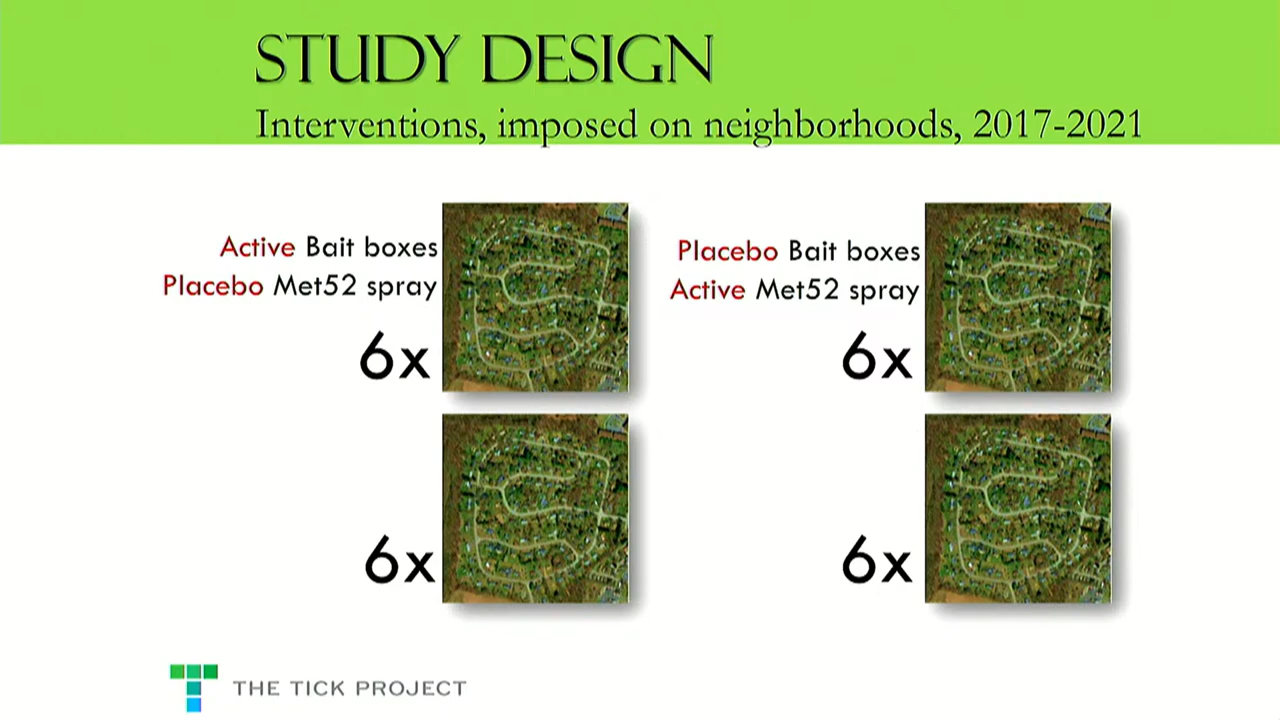 STUDY DESIGN
Interventions, imposed on neighborhoods, 2017-2021
Active Bait boxes
Placebo Met52 spray
6x
Placebo Bait boxes
Active Met52 spray
6x
6x
6x
THE TICK PROJECT